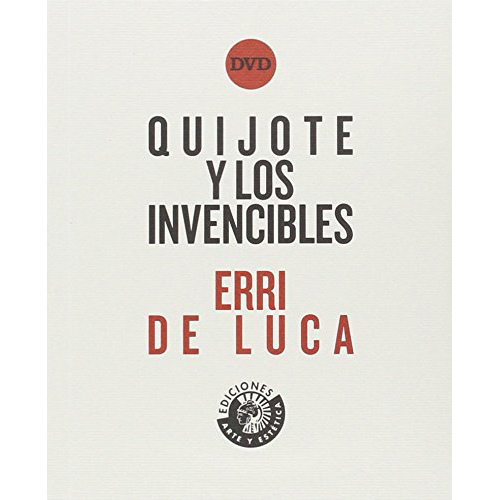 DVD
QUIJOTE
Y LOS
INVENCIBLES
ERRI
DE LUCA
EDICIONES
ARTE Y ESTÉTICA